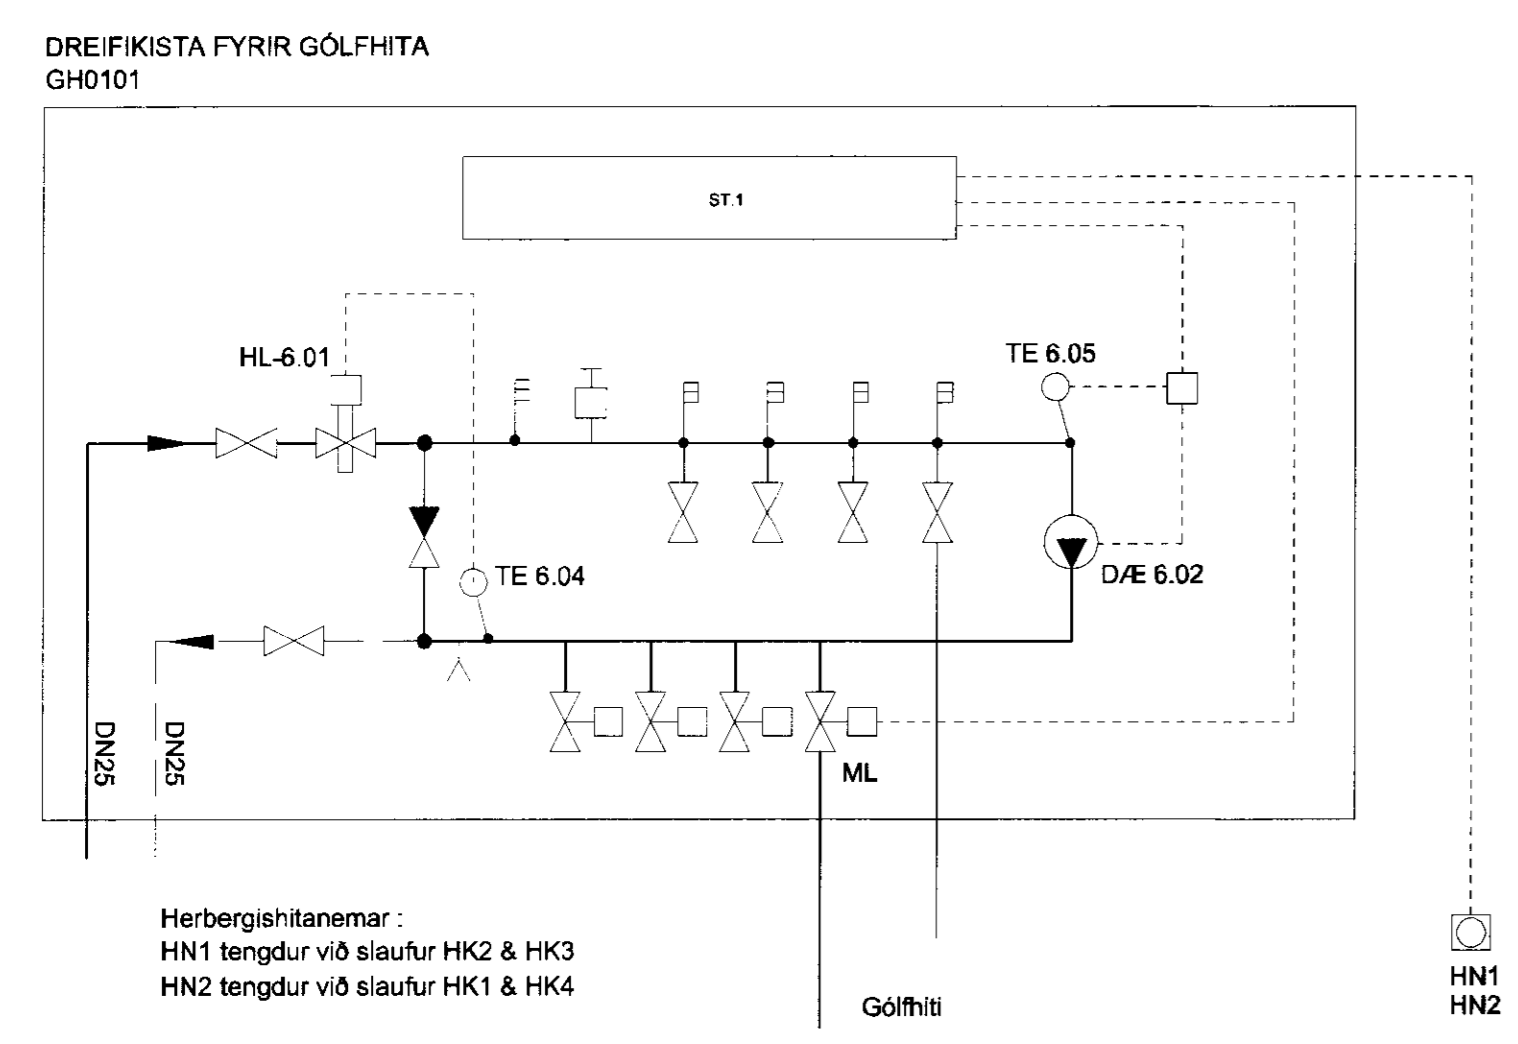 DREIFIKISTA FYRIR GÓLFHITA
GH0101
ST.1
HL-6.01
TE 6.05
TE 6.04
DÆ 6.02
DN25
DN25
ML
Herbergishitanemar :
HN1 tengdur við slaufur HK2 & HK3
HN2 tengdur við slaufur HK1 & HK4
Gólfhiti
HN1
HN2